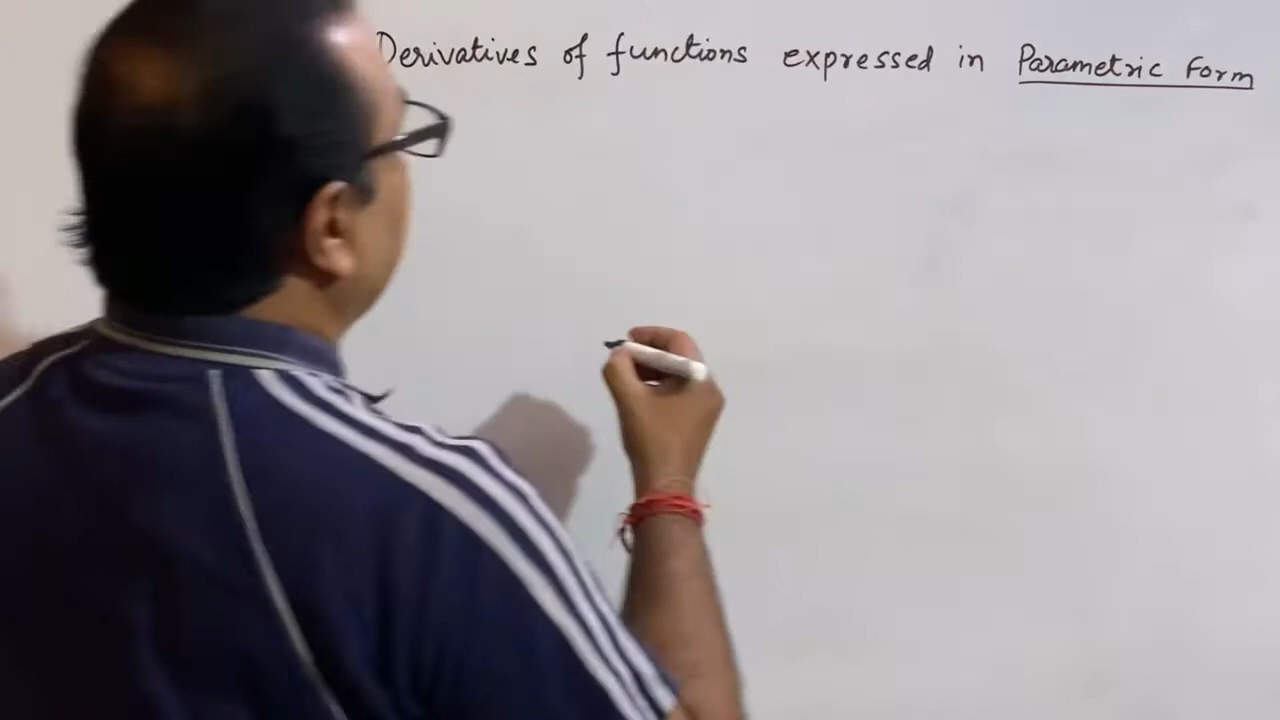 Derivatives of functions expressed in Parametric Form